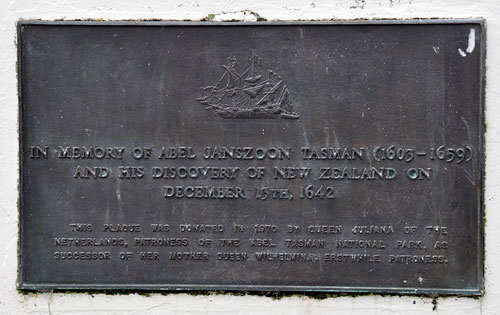 IN MEMORY OF ABEL JANSZOON TASMAN (1603-1659)
AND HIS DISCOVERY OF NEW ZEALAND ON
DECEMBER 13TH, 1642
THIS PLAQUE WAS DONATED IN 1970 BY QUEEN JULIANA OF THE
NETHERLANDS, PATRONESS OF THE ABEL TASMAN NATIONAL PARK, AS
SUCCESSOR OF HER MOTHER QUEEN WILHELMINA, ERSTWHILE PATRONESS.